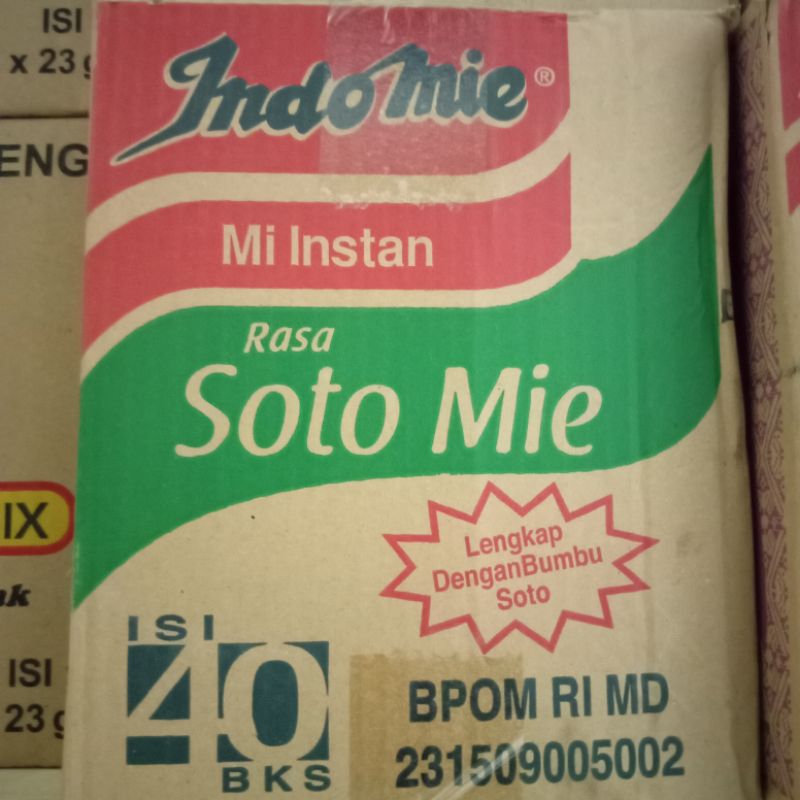 Indomie®
Mi Instan
Rasa
Soto Mie
Lengkap
DenganBumbu
Soto
ISI
40
BKS
BPOM RI MD
231509005002
ISI
x 23 g
ENG
IX
ISI
23 g